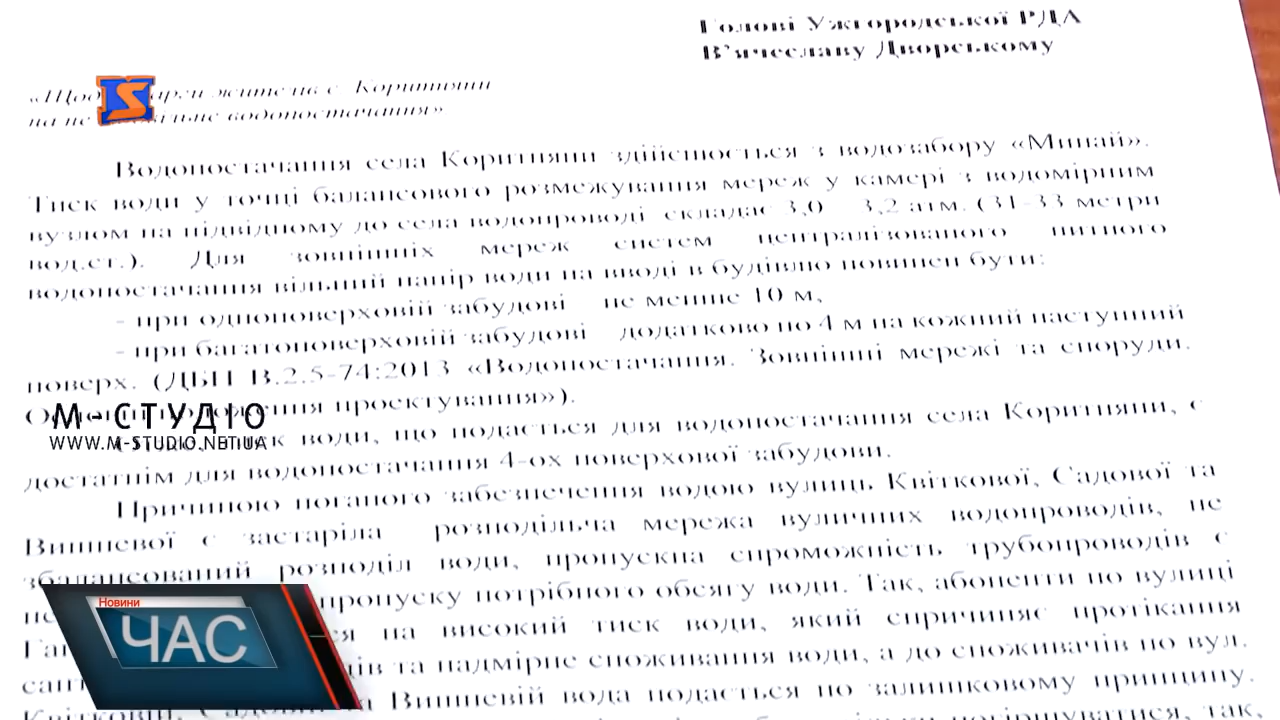 Голові Ужгородської РДА
В'ячеславу Дворському
жителів с. Коритняни
на не водопостачання»
Водопостачання села Коритняни здійснюється з водозабору «Минай».
Тиск води у точці балансового розмежування мереж у камері з водомірним
вузлом на підвідному до села водопроводі складає 3,0 3,2 атм. (31-33 метри
вод.ст.). Для зовнішніх мереж систем централізованого питного
водопостачання вільний напір води на вводі в будівлю повинен бути:
- при одноповерховій забудові не менше 10 м,
- при багатоповерховій забудові додатково по 4 м на кожний наступний
поверх. (ДБН В.2.5-74:2013 «Водопостачання. Зовнішні мережі та споруди.
проектування»).
М-СТУДІО
води, що подається для водопостачання села Коритняни, є
WWW.M-STUDIO.NET.UA
достатнім для водопостачання 4-ох поверхової забудови.
Причиною поганого забезпечення водою вулиць Квіткової, Садової та
Вишневої є застаріла розподільча мережа вуличних водопроводів, не
збалансований розподіл води, пропускна спроможність трубопроводів є
пропуску потрібного обсягу води. Так, абоненти по вулиці
на високий тиск води, який спричиняє протікання
та надмірне споживання води, а до споживачів по вул.
Вишневій вода подається по залишковому принципу.
погіршуватися, так,
Новини
ЧАС